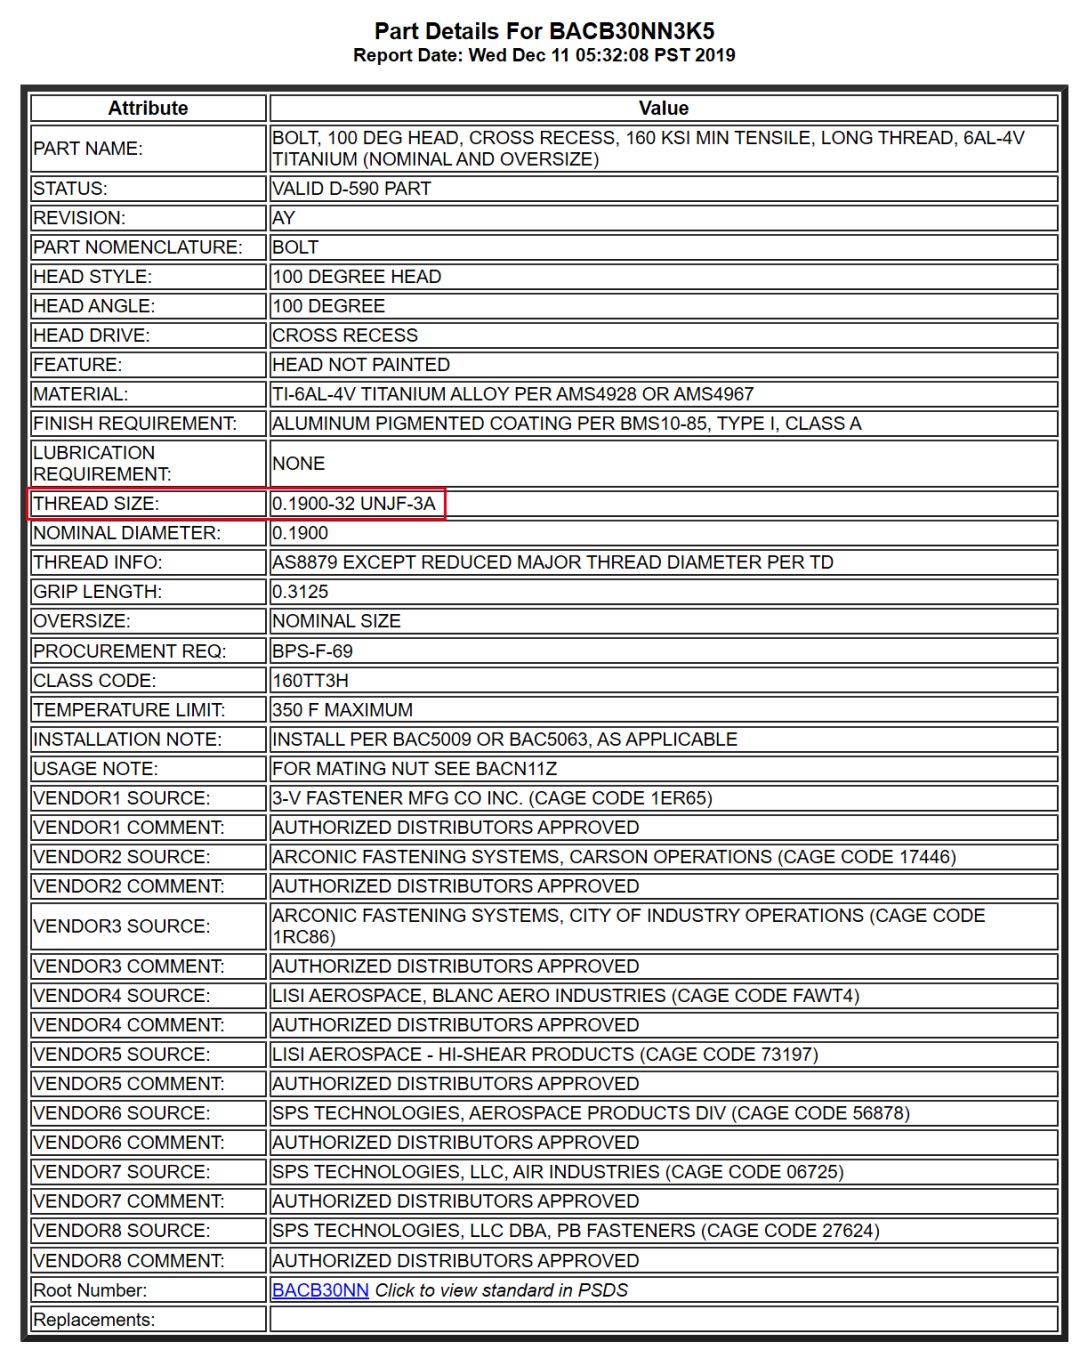 Part Details For BACB30NN3K5
Report Date: Wed Dec 11 05:32:08 PST 2019
Attribute Value
PART NAME: BOLT, 100 DEG HEAD, CROSS RECESS, 160 KSI MIN TENSILE, LONG THREAD, 6AL-4V
TITANIUM (NOMINAL AND OVERSIZE)
STATUS: VALID D-590 PART
REVISION: AY
PART NOMENCLATURE: BOLT
HEAD STYLE: 100 DEGREE HEAD
HEAD ANGLE: 100 DEGREE
HEAD DRIVE: CROSS RECESS
FEATURE: HEAD NOT PAINTED
MATERIAL: TI-6AL-4V TITANIUM ALLOY PER AMS4928 OR AMS4967
FINISH REQUIREMENT: ALUMINUM PIGMENTED COATING PER BMS10-85, TYPE I, CLASS A
LUBRICATION
REQUIREMENT: NONE
THREAD SIZE: 0.1900-32 UNJF-3A
NOMINAL DIAMETER: 0.1900
THREAD INFO: AS8879 EXCEPT REDUCED MAJOR THREAD DIAMETER PER TD
GRIP LENGTH: 0.3125
OVERSIZE: NOMINAL SIZE
PROCUREMENT REQ: BPS-F-69
CLASS CODE: 160TT3H
TEMPERATURE LIMIT: 350 F MAXIMUM
INSTALLATION NOTE: INSTALL PER BAC5009 OR BAC5063, AS APPLICABLE
USAGE NOTE: FOR MATING NUT SEE BACN11Z
VENDOR1 SOURCE: 3-V FASTENER MFG CO INC. (CAGE CODE 1ER65)
VENDOR1 COMMENT: AUTHORIZED DISTRIBUTORS APPROVED
VENDOR2 SOURCE: ARCONIC FASTENING SYSTEMS, CARSON OPERATIONS (CAGE CODE 17446)
VENDOR2 COMMENT: AUTHORIZED DISTRIBUTORS APPROVED
VENDOR3 SOURCE: ARCONIC FASTENING SYSTEMS, CITY OF INDUSTRY OPERATIONS (CAGE CODE
1RC86)
VENDOR3 COMMENT: AUTHORIZED DISTRIBUTORS APPROVED
VENDOR4 SOURCE: LISI AEROSPACE, BLANC AERO INDUSTRIES (CAGE CODE FAWT4)
VENDOR4 COMMENT: AUTHORIZED DISTRIBUTORS APPROVED
VENDOR5 SOURCE: LISI AEROSPACE - HI-SHEAR PRODUCTS (CAGE CODE 73197)
VENDOR5 COMMENT: AUTHORIZED DISTRIBUTORS APPROVED
VENDOR6 SOURCE: SPS TECHNOLOGIES, AEROSPACE PRODUCTS DIV (CAGE CODE 56878)
VENDOR6 COMMENT: AUTHORIZED DISTRIBUTORS APPROVED
VENDOR7 SOURCE: SPS TECHNOLOGIES, LLC, AIR INDUSTRIES (CAGE CODE 06725)
VENDOR7 COMMENT: AUTHORIZED DISTRIBUTORS APPROVED
VENDOR8 SOURCE: SPS TECHNOLOGIES, LLC DBA, PB FASTENERS (CAGE CODE 27624)
VENDOR8 COMMENT: AUTHORIZED DISTRIBUTORS APPROVED
Root Number: BACB30NN Click to view standard in PSDS
Replacements: